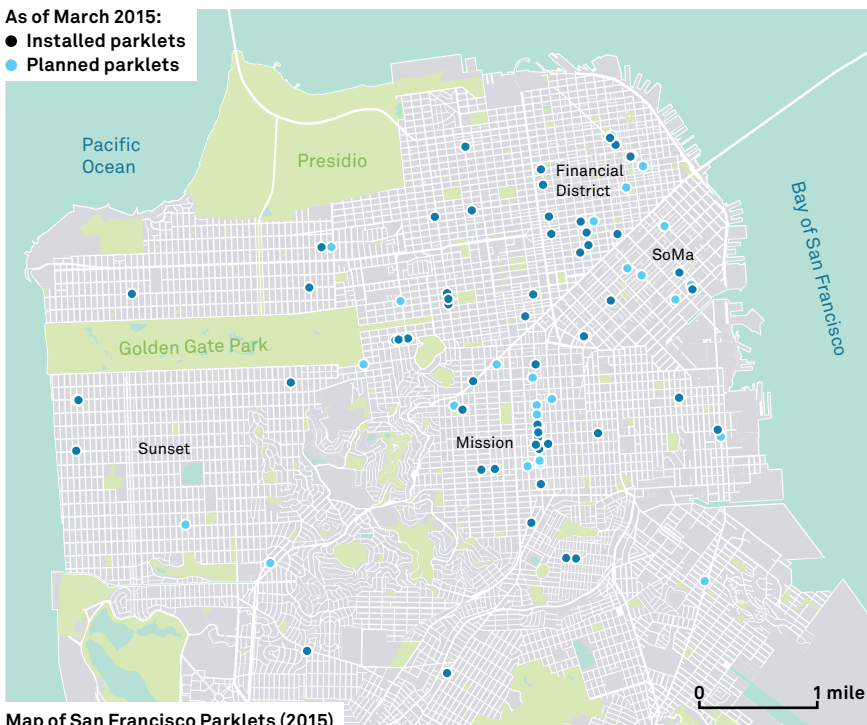 As of March 2015:
Installed parklets
Planned parklets
Pacific
Ocean
Presidio
Financial
District
SoMa
Bay of San Francisco
Golden Gate Park
Sunset
Mission
0 1 mile
Map of San Francisco Parklets (2015)